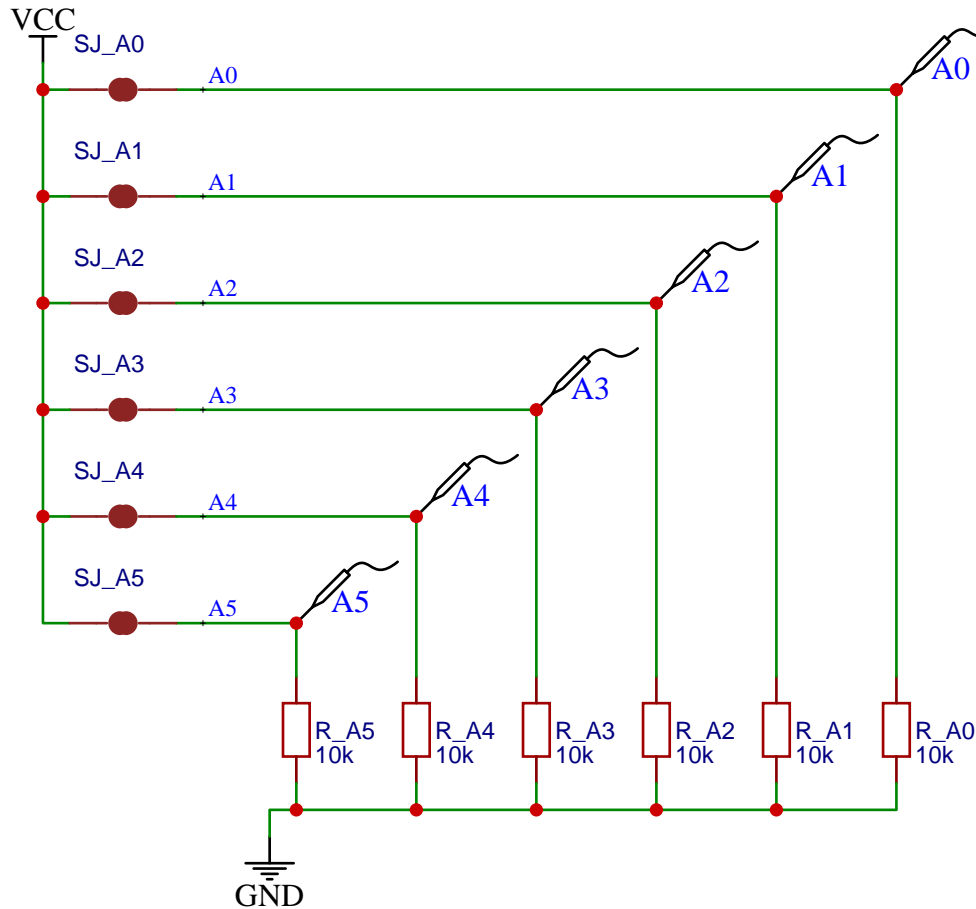 VCC
SJ_A0
A0
A0
SJ_A1
A1
A1
SJ_A2
A2
A2
SJ_A3
A3
A3
SJ_A4
A4
A4
SJ_A5
A5
A5
R_A5
10k
R_A4
10k
R_A3
10k
R_A2
10k
R_A1
10k
R_A0
10k
GND